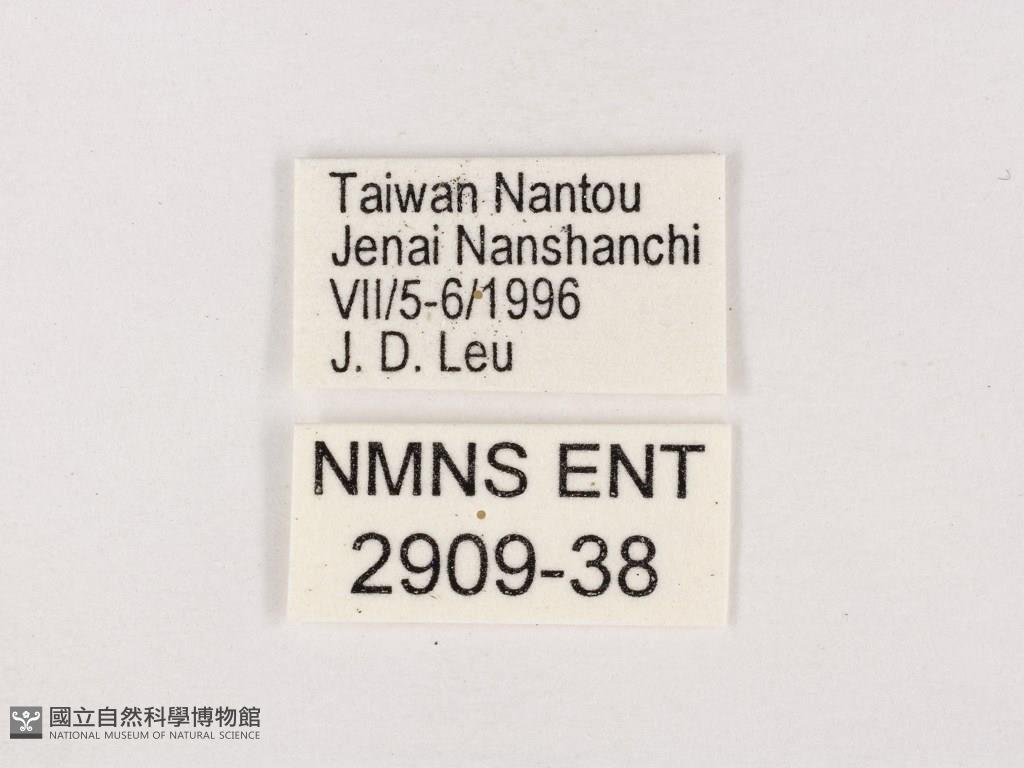 Taiwan Nantou
Jenai Nanshanchi
VII/5-6/1996
J. D. Leu
NMNS ENT
2909-38
國立自然科學博物館
NATIONAL MUSEUM OF NATURAL SCIENCE